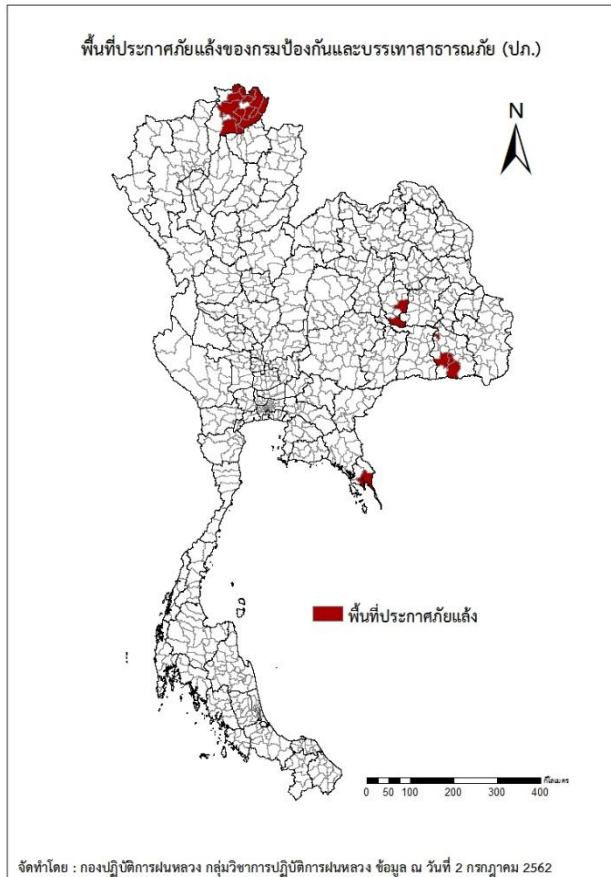 พื้นที่ประกาศภัยแล้งของกรมป้องกันและบรรเทาสาธารณภัย (ปภ.)
N
พื้นที่ประกาศภัยแล้ง
กิโลเมตร
0 25 50 100 200 300 400
จัดทำโดย : กองปฏิบัติการฝนหลวง กลุ่มวิชาการปฏิบัติการฝนหลวง ข้อมูล ณ วันที่ 2 กรกฎาคม 2562